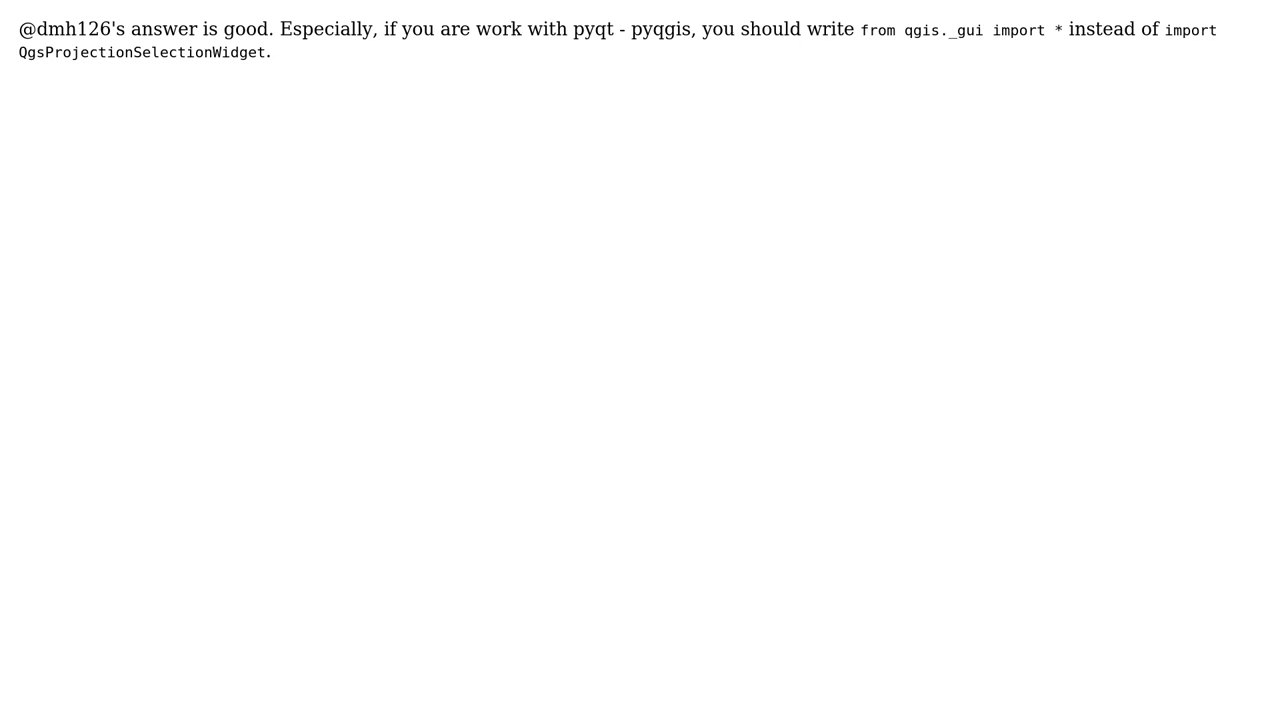 @dmh126's answer is good. Especially, if you are work with pyqt - pyqgis, you should write from qgis._gui import * instead of import
QgsProjectionSelectionWidget.